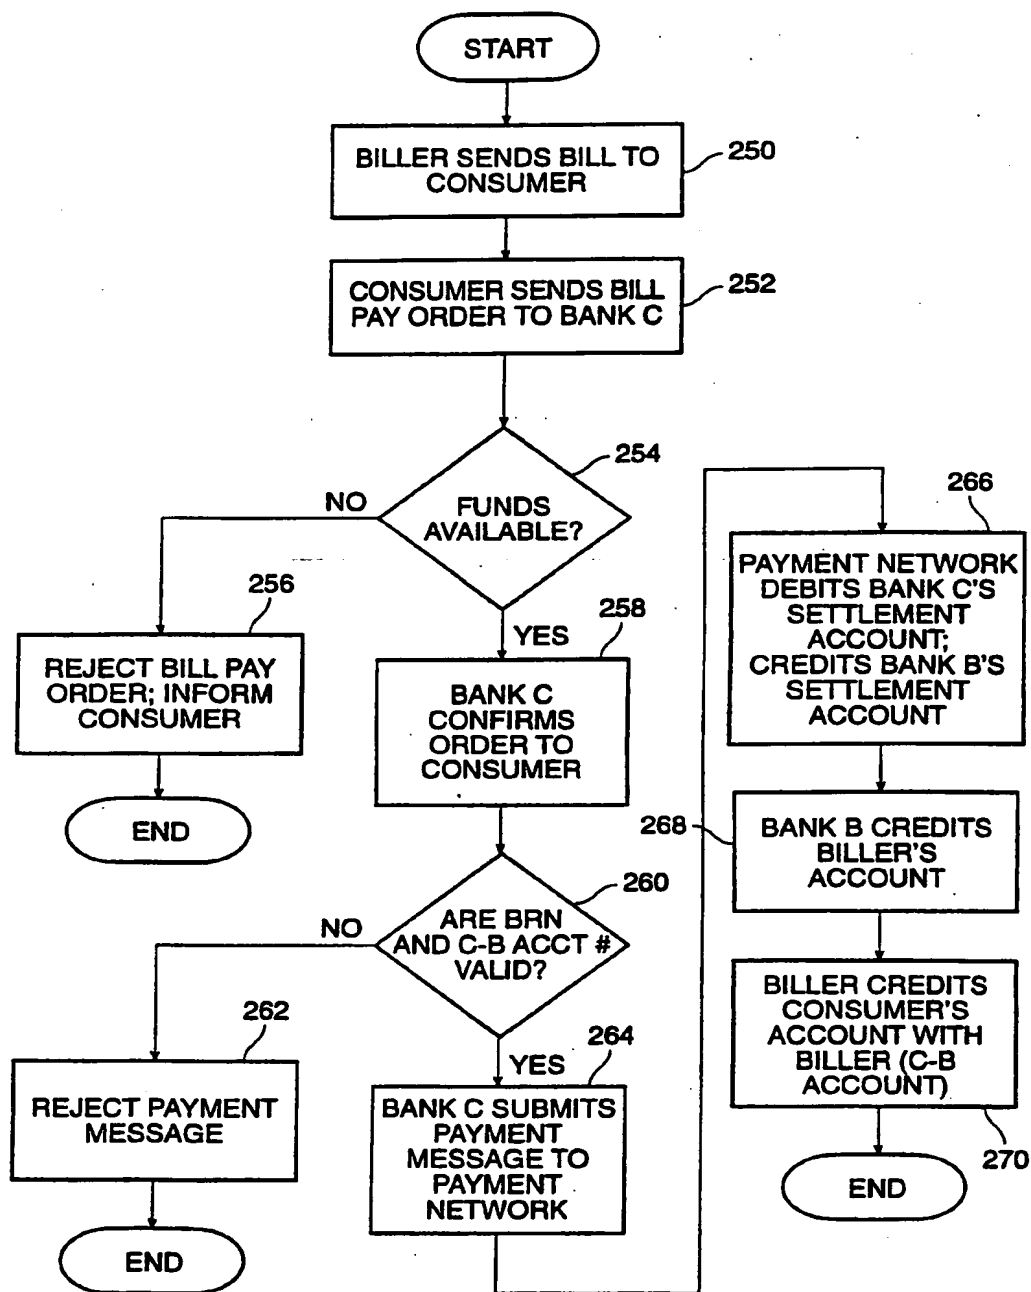 START
BILLER SENDS BILL TO
CONSUMER
250
CONSUMER SENDS BILL
PAY ORDER TO BANK C
252
FUNDS
AVAILABLE?
254
NO
YES
256
REJECT BILL PAY
ORDER; INFORM
CONSUMER
END
258
BANK C
CONFIRMS
ORDER TO
CONSUMER
ARE BRN
AND C-B ACCT #
VALID?
260
NO
YES
262
REJECT PAYMENT
MESSAGE
END
264
BANK C SUBMITS
PAYMENT
MESSAGE TO
PAYMENT
NETWORK
266
PAYMENT NETWORK
DEBITS BANK C'S
SETTLEMENT
ACCOUNT;
CREDITS BANK B'S
SETTLEMENT
ACCOUNT
268
BANK B CREDITS
BILLER'S
ACCOUNT
BILLER CREDITS
CONSUMER'S
ACCOUNT WITH
BILLER (C-B
ACCOUNT)
270
END